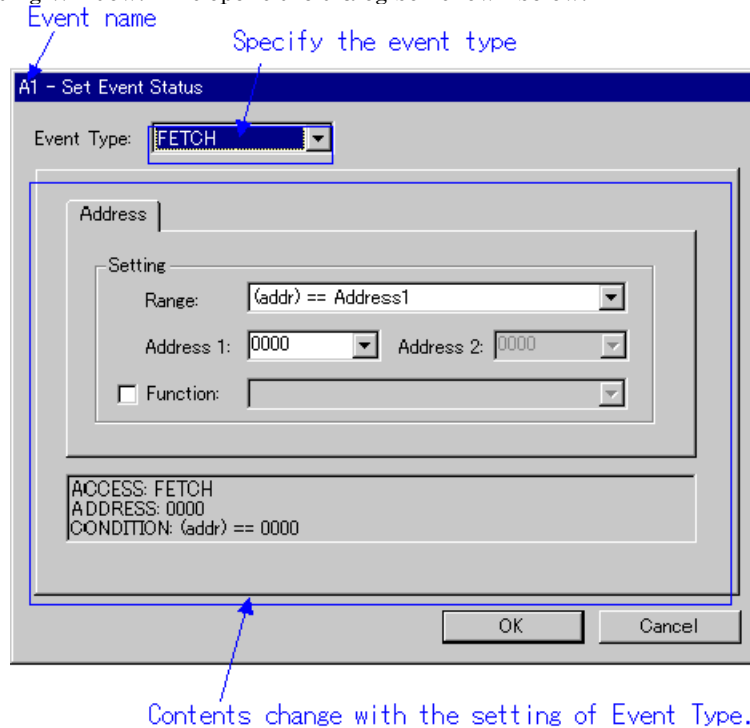 Event name
Specify the event type
A1 - Set Event Status
Event Type: FETCH
Address
Setting
Range: (addr) == Address1
Address 1: 0000 Address 2: 0000
Function:
ACCESS: FETCH
ADDRESS: 0000
CONDITION: (addr) == 0000
OK Cancel
Contents change with the setting of Event Type.